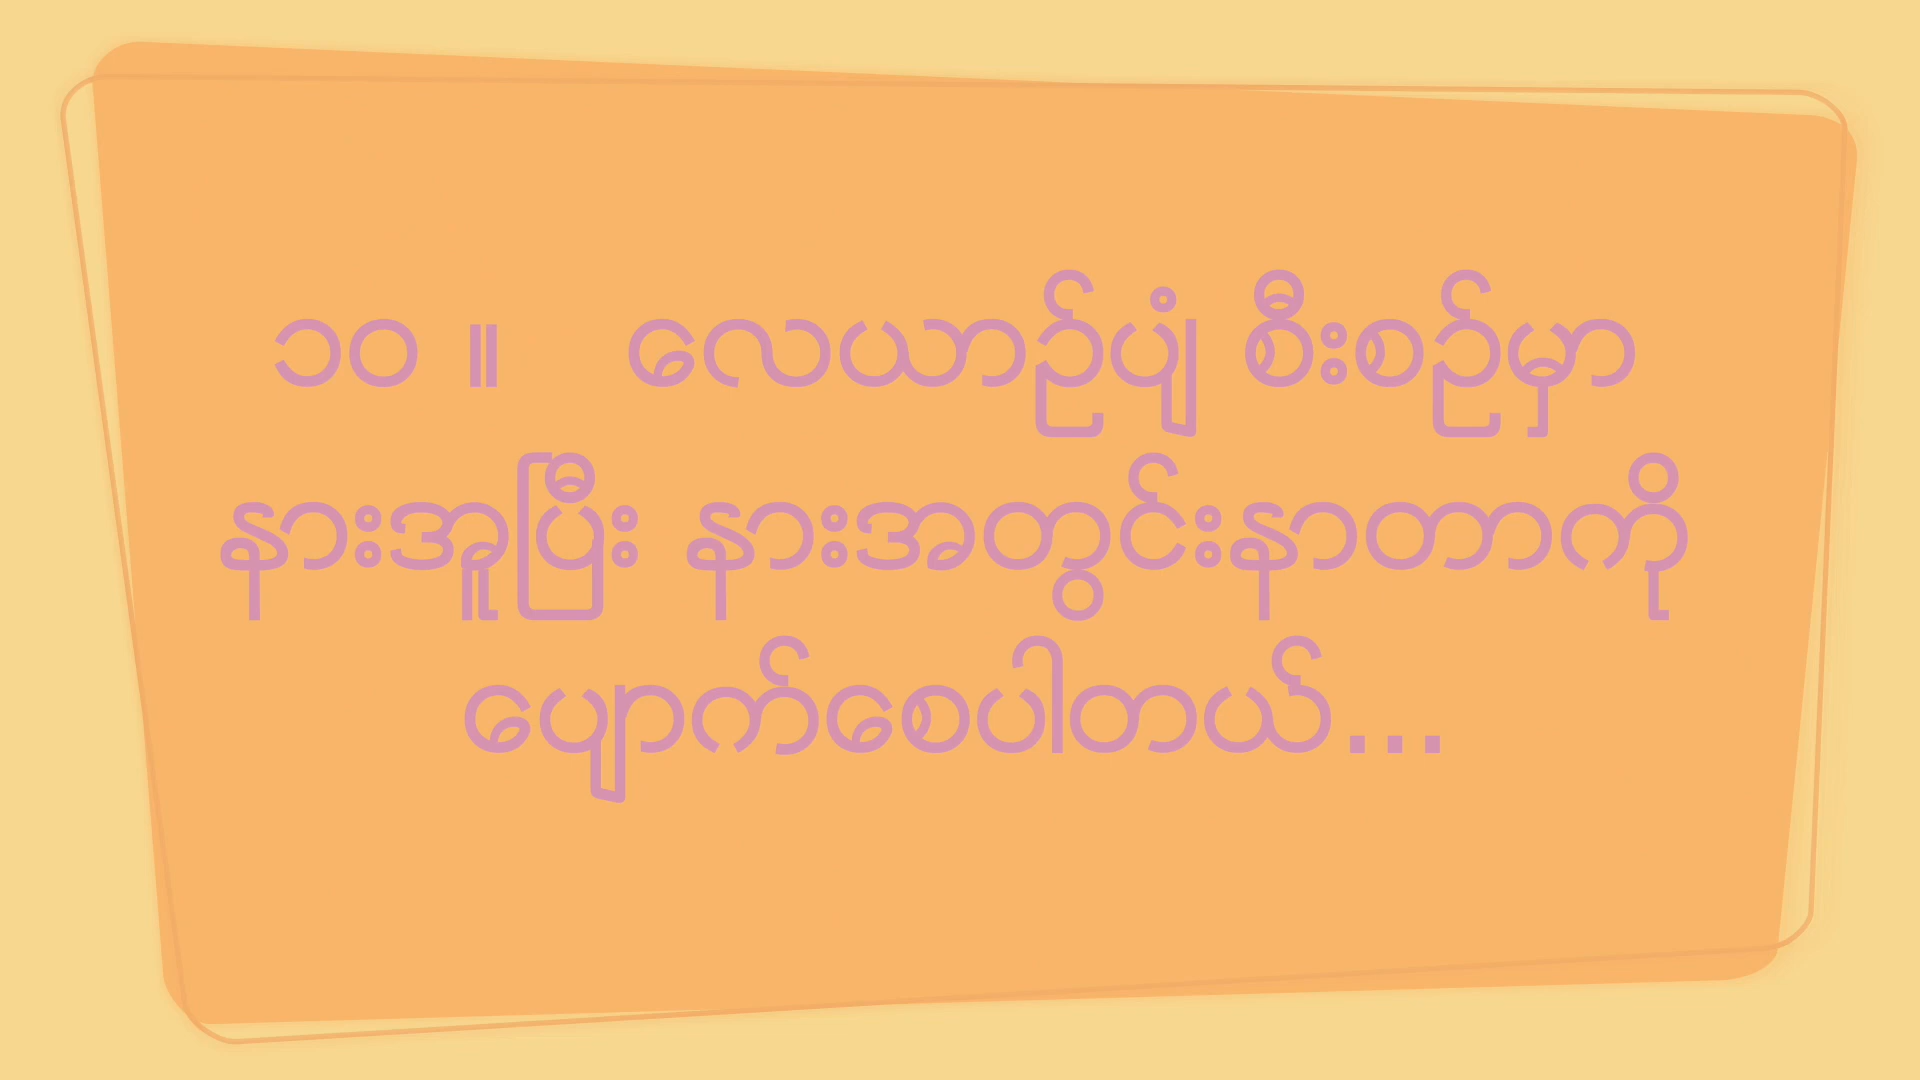 ၁၀ ။ လေယာဉ်ပျံ စီးစဉ်မှာ
နားအူပြီး နားအတွင်းနာတာကို
ပျောက်စေပါတယ်...